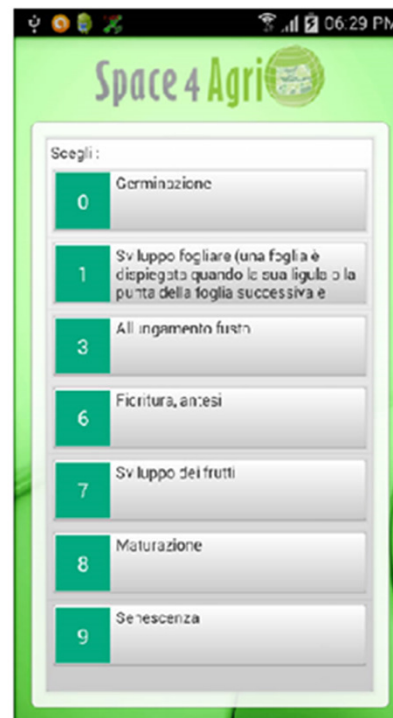 06:29 PM
Space 4 Agri
Scegli :
0
Germinazione
1
Sviluppo fogliare (una foglia è
dispiegata quando la sua ligula o la
punta della foglia successiva è
3
Allungamento fusto
6
Fioritura, antesi
7
Sviluppo dei frutti
8
Maturazione
9
Senescenza